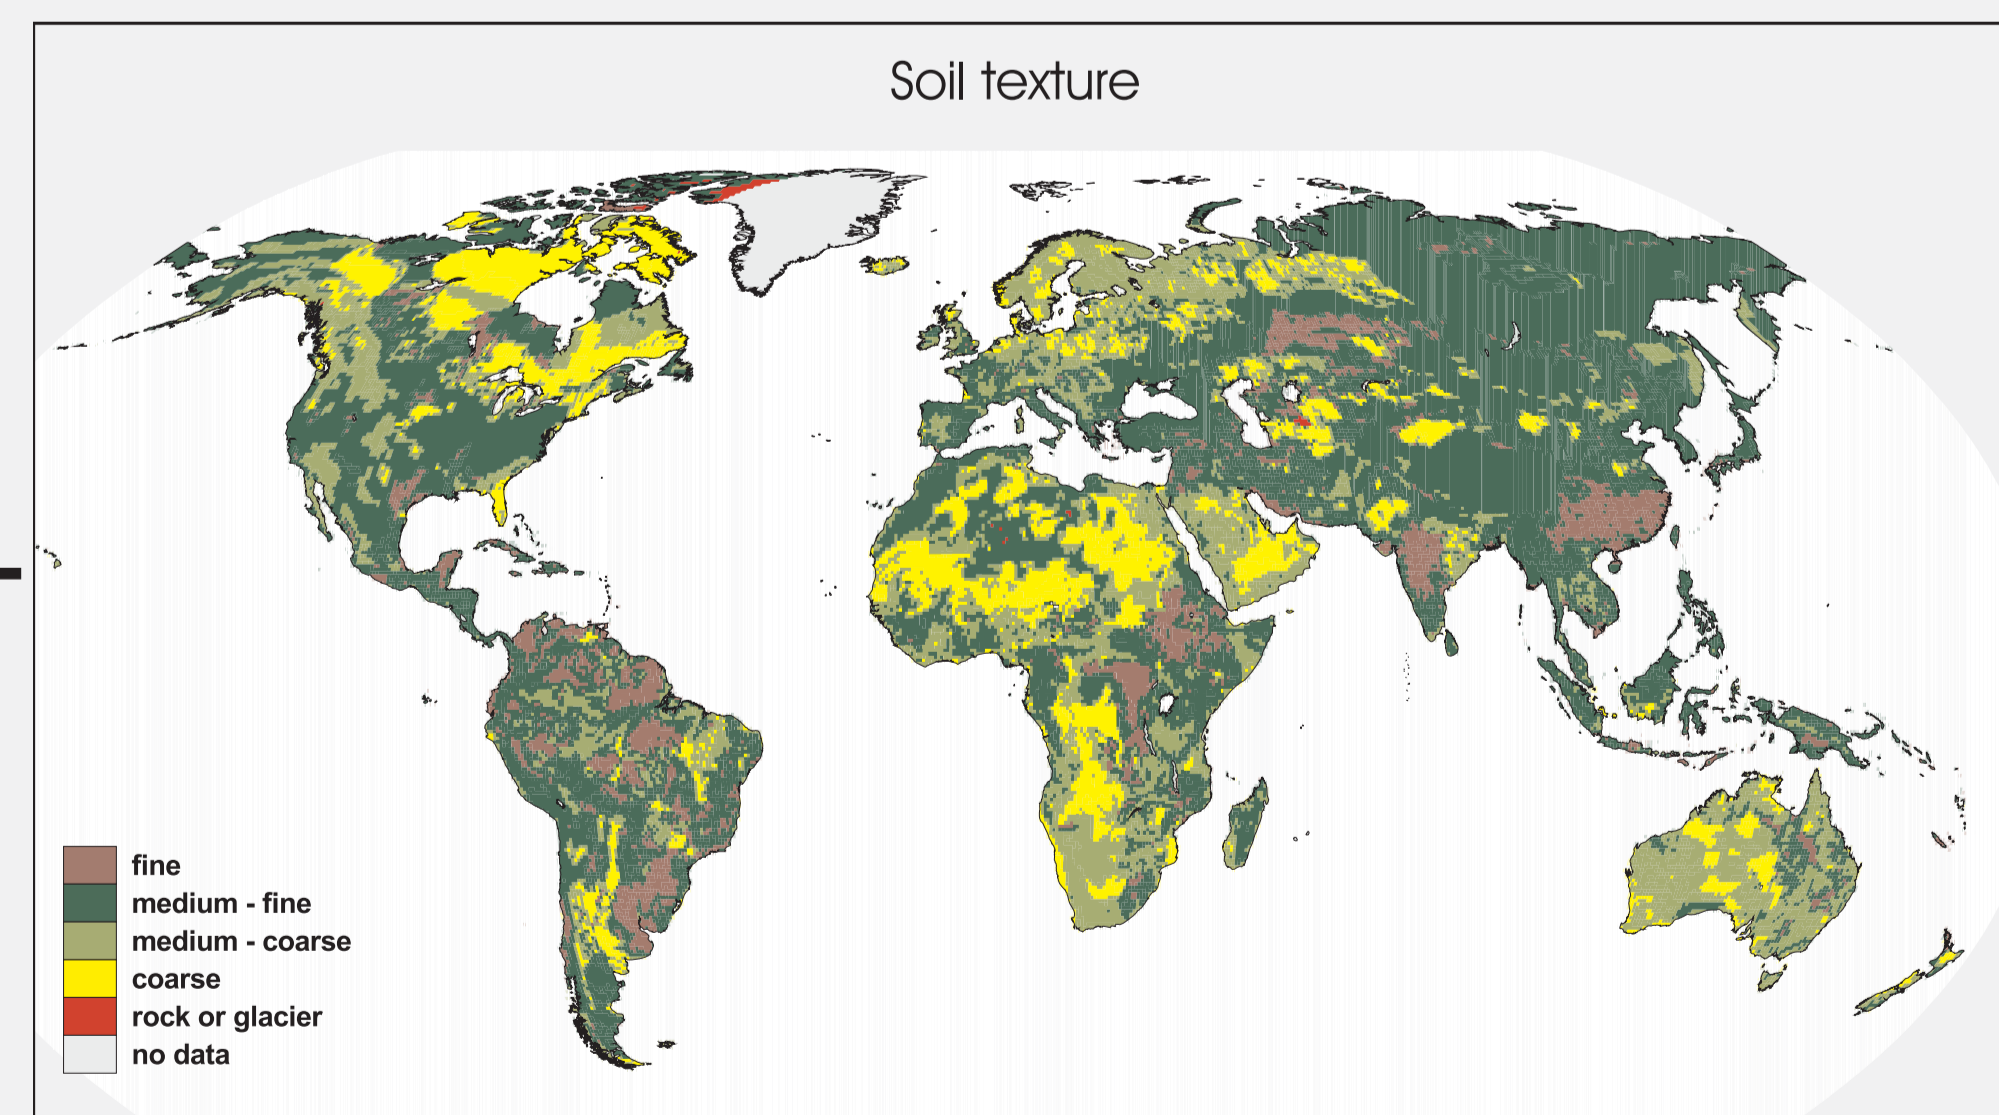 Soil texture
fine
medium - fine
medium - coarse
coarse
rock or glacier
no data